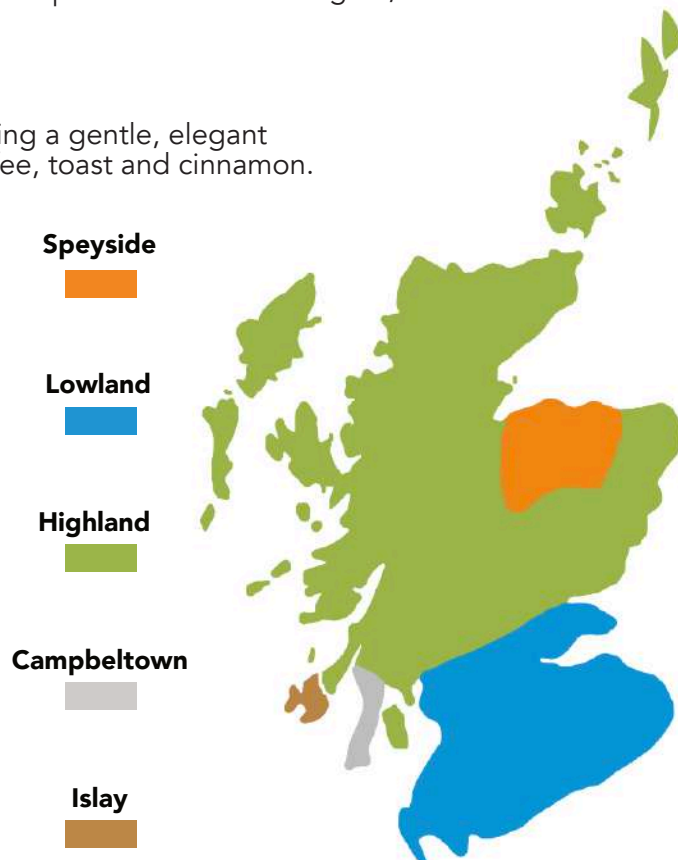 ing a gentle, elegant
ee, toast and cinnamon.
Speyside
Lowland
Highland
Campbeltown
Islay